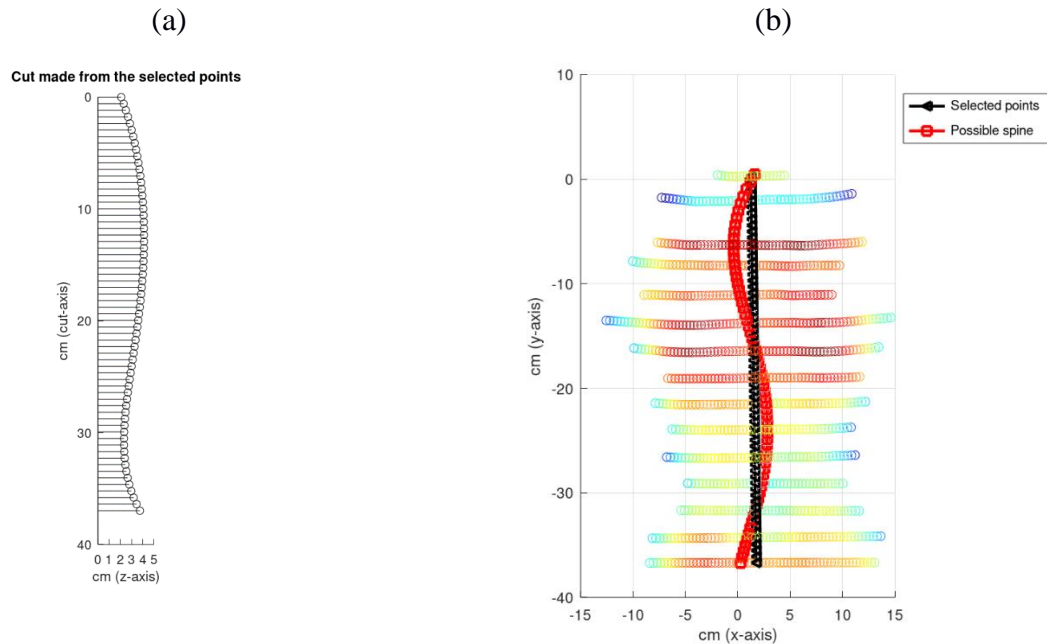 (a)
(b)
Cut made from the selected points
0
10
20
30
40
cm (cut-axis)
0 1 2 3 4 5
cm (z-axis)
10
0
-10
-20
-30
-40
cm (y-axis)
-15 -10 -5 0 5 10 15
cm (x-axis)
Selected points
Possible spine